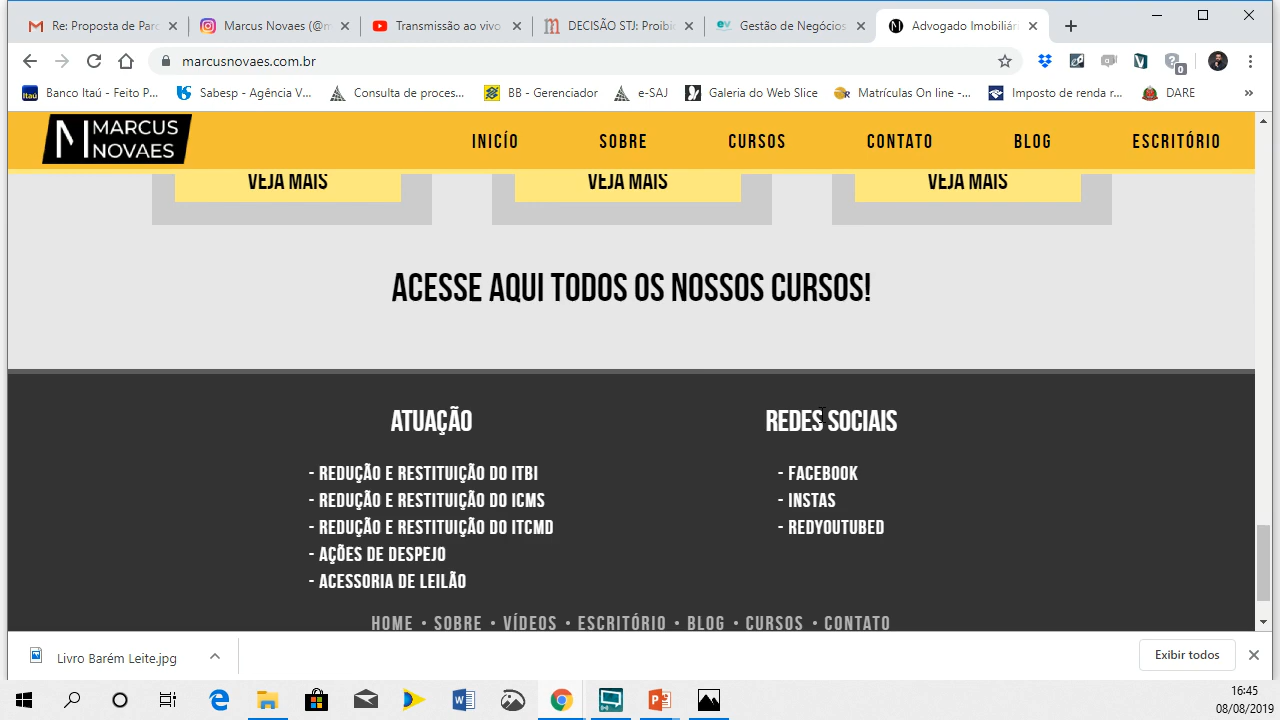 Re: Proposta de Parc
Marcus Novaes (@m
Transmissão ao vivo
DECISÃO STJ: Proibic
Gestão de Negócios
Advogado Imobiliár
marcusnovaes.com.br
0
Itaú Banco Itaú - Feito P...
Sabesp - Agência V...
Consulta de proces...
BB - Gerenciador
e-SAJ
Galeria do Web Slice
Matrículas On line -...
Imposto de renda r...
DARE
»
MARCUS
NOVAES
INICÍO
SOBRE
CURSOS
CONTATO
BLOG
ESCRITÓRIO
VEJA MAIS
VEJA MAIS
VEJA MAIS
ACESSE AQUI TODOS OS NOSSOS CURSOS!
ATUAÇÃO
- REDUÇÃO E RESTITUIÇÃO DO ITBI
- REDUÇÃO E RESTITUIÇÃO DO ICMS
- REDUÇÃO E RESTITUIÇÃO DO ITCMD
- AÇÕES DE DESPEJO
- ACESSORIA DE LEILÃO
REDES SOCIAIS
- FACEBOOK
- INSTAS
- REDYOUTUBED
HOME • SOBRE • VÍDEOS • ESCRITÓRIO • BLOG • CURSOS • CONTATO
Livro Barém Leite.jpg
Exibir todos
16:45
08/08/2019